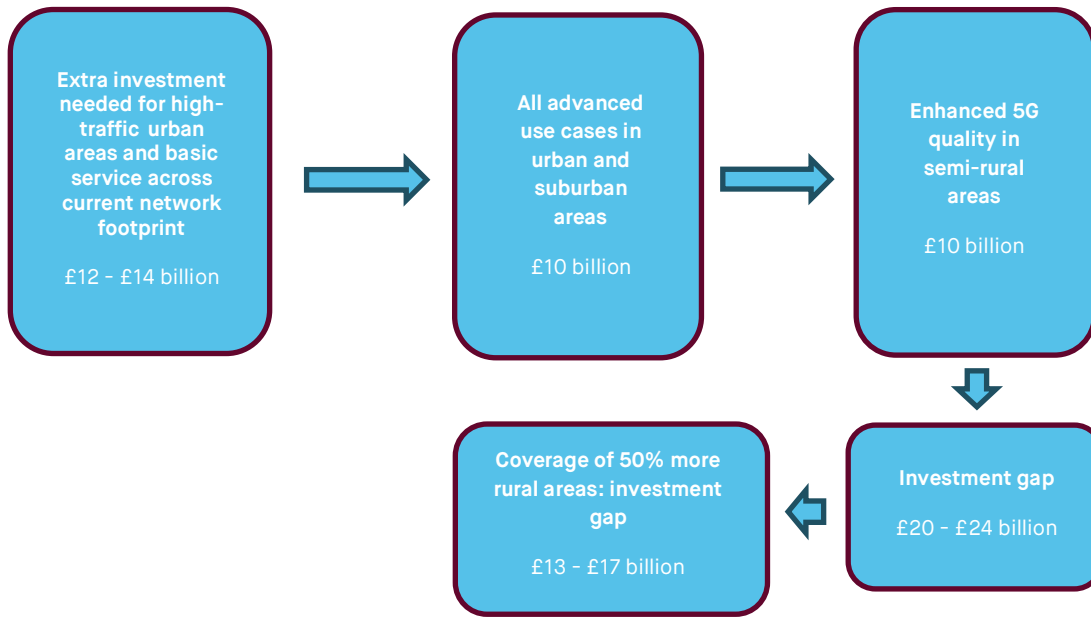 Extra investment
needed for high-
traffic urban
areas and basic
service across
current network
footprint
£12 - £14 billion
All advanced
use cases in
urban and
suburban
areas
£10 billion
Enhanced 5G
quality in
semi-rural
areas
£10 billion
Investment gap
£20 - £24 billion
Coverage of 50% more
rural areas: investment
gap
£13 - £17 billion